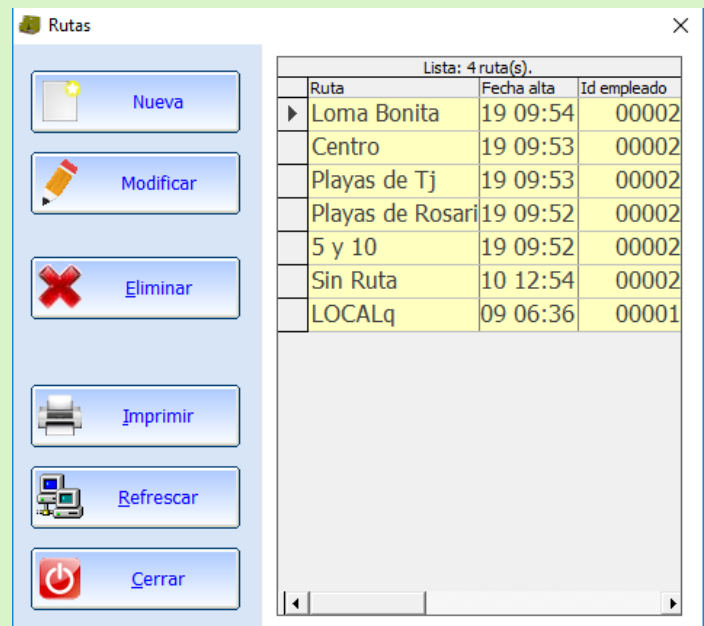 Rutas
Nueva
Modificar
Eliminar
Imprimir
Refrescar
Cerrar
Lista: 4 ruta(s).
Ruta Fecha alta Id empleado
Loma Bonita 19 09:54 00002
Centro 19 09:53 00002
Playas de Tj 19 09:53 00002
Playas de Rosari 19 09:52 00002
5 y 10 19 09:52 00002
Sin Ruta 10 12:54 00002
LOCALq 09 06:36 00001